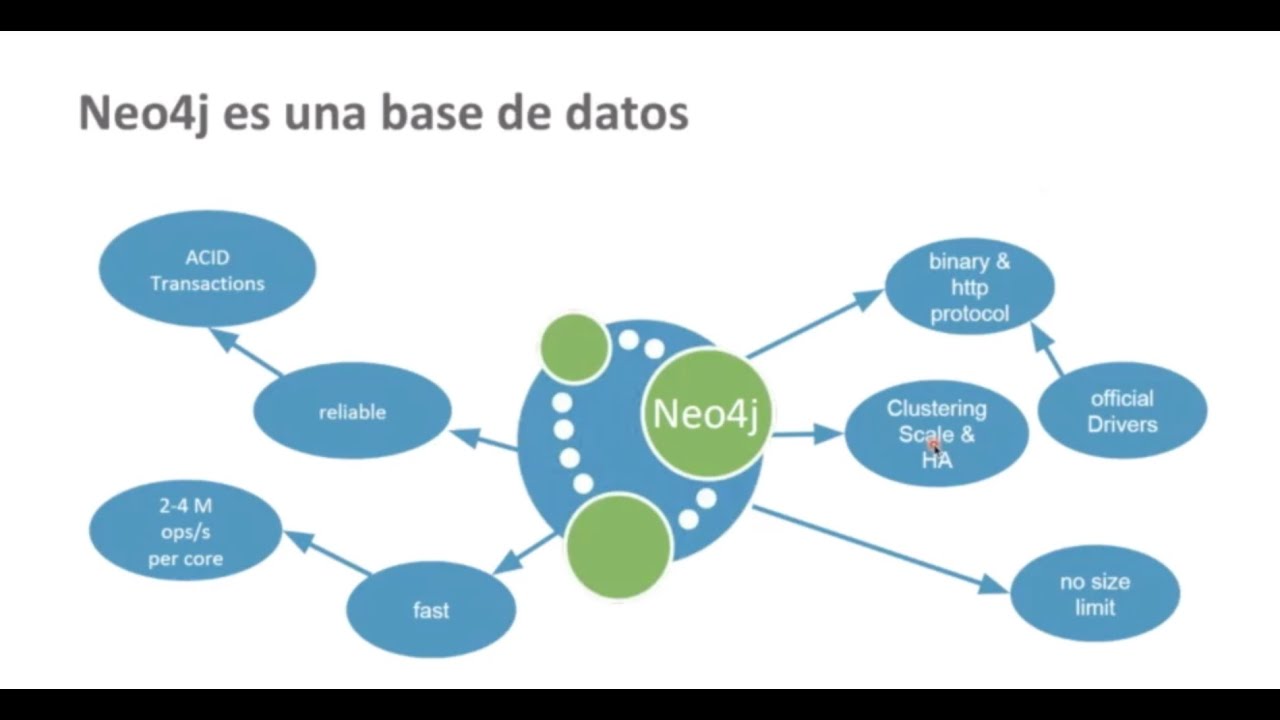 Neo4j es una base de datos
ACID
Transactions
reliable
2-4 M
ops/s
per core
fast
Neo4j
binary &
http
protocol
official
Drivers
Clustering
Scale &
HA
no size
limit